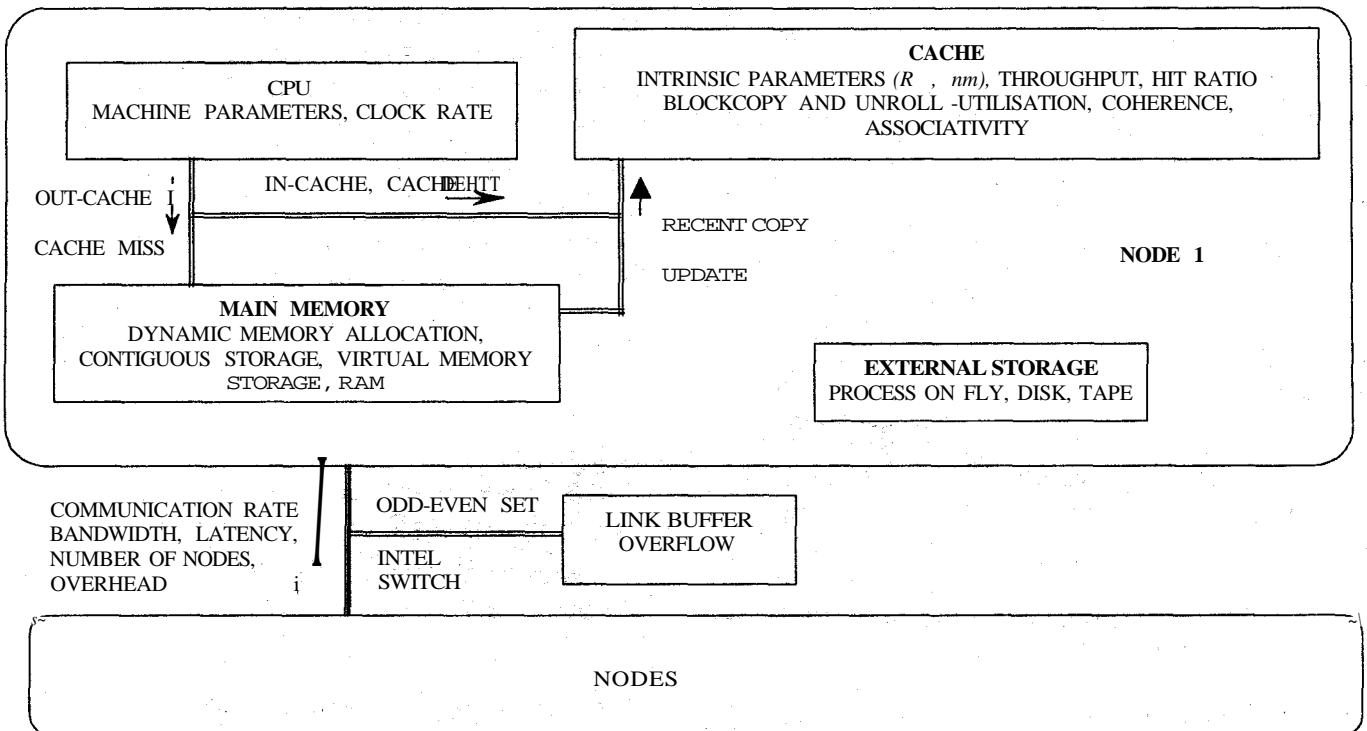 CPU
MACHINE PARAMETERS, CLOCK RATE
CACHE
INTRINSIC PARAMETERS (R , nm), THROUGHPUT, HIT RATIO
BLOCKCOPY AND UNROLL -UTILISATION, COHERENCE,
ASSOCIATIVITY
OUT-CACHE
IN-CACHE, CACHE
CACHE MISS
RECENT COPY
UPDATE
NODE 1
MAIN MEMORY
DYNAMIC MEMORY ALLOCATION,
CONTIGUOUS STORAGE, VIRTUAL MEMORY
STORAGE, RAM
EXTERNAL STORAGE
PROCESS ON FLY, DISK, TAPE
COMMUNICATION RATE
BANDWIDTH, LATENCY,
NUMBER OF NODES,
OVERHEAD
ODD-EVEN SET
INTEL
SWITCH
LINK BUFFER
OVERFLOW
NODES